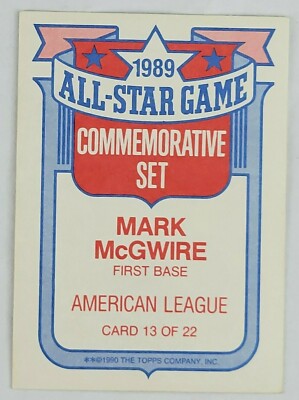 1989
ALL-STAR GAME
COMMEMORATIVE
SET
MARK
McGWIRE
FIRST BASE
AMERICAN LEAGUE
CARD 13 OF 22
**©1990 THE TOPPS COMPANY, INC.